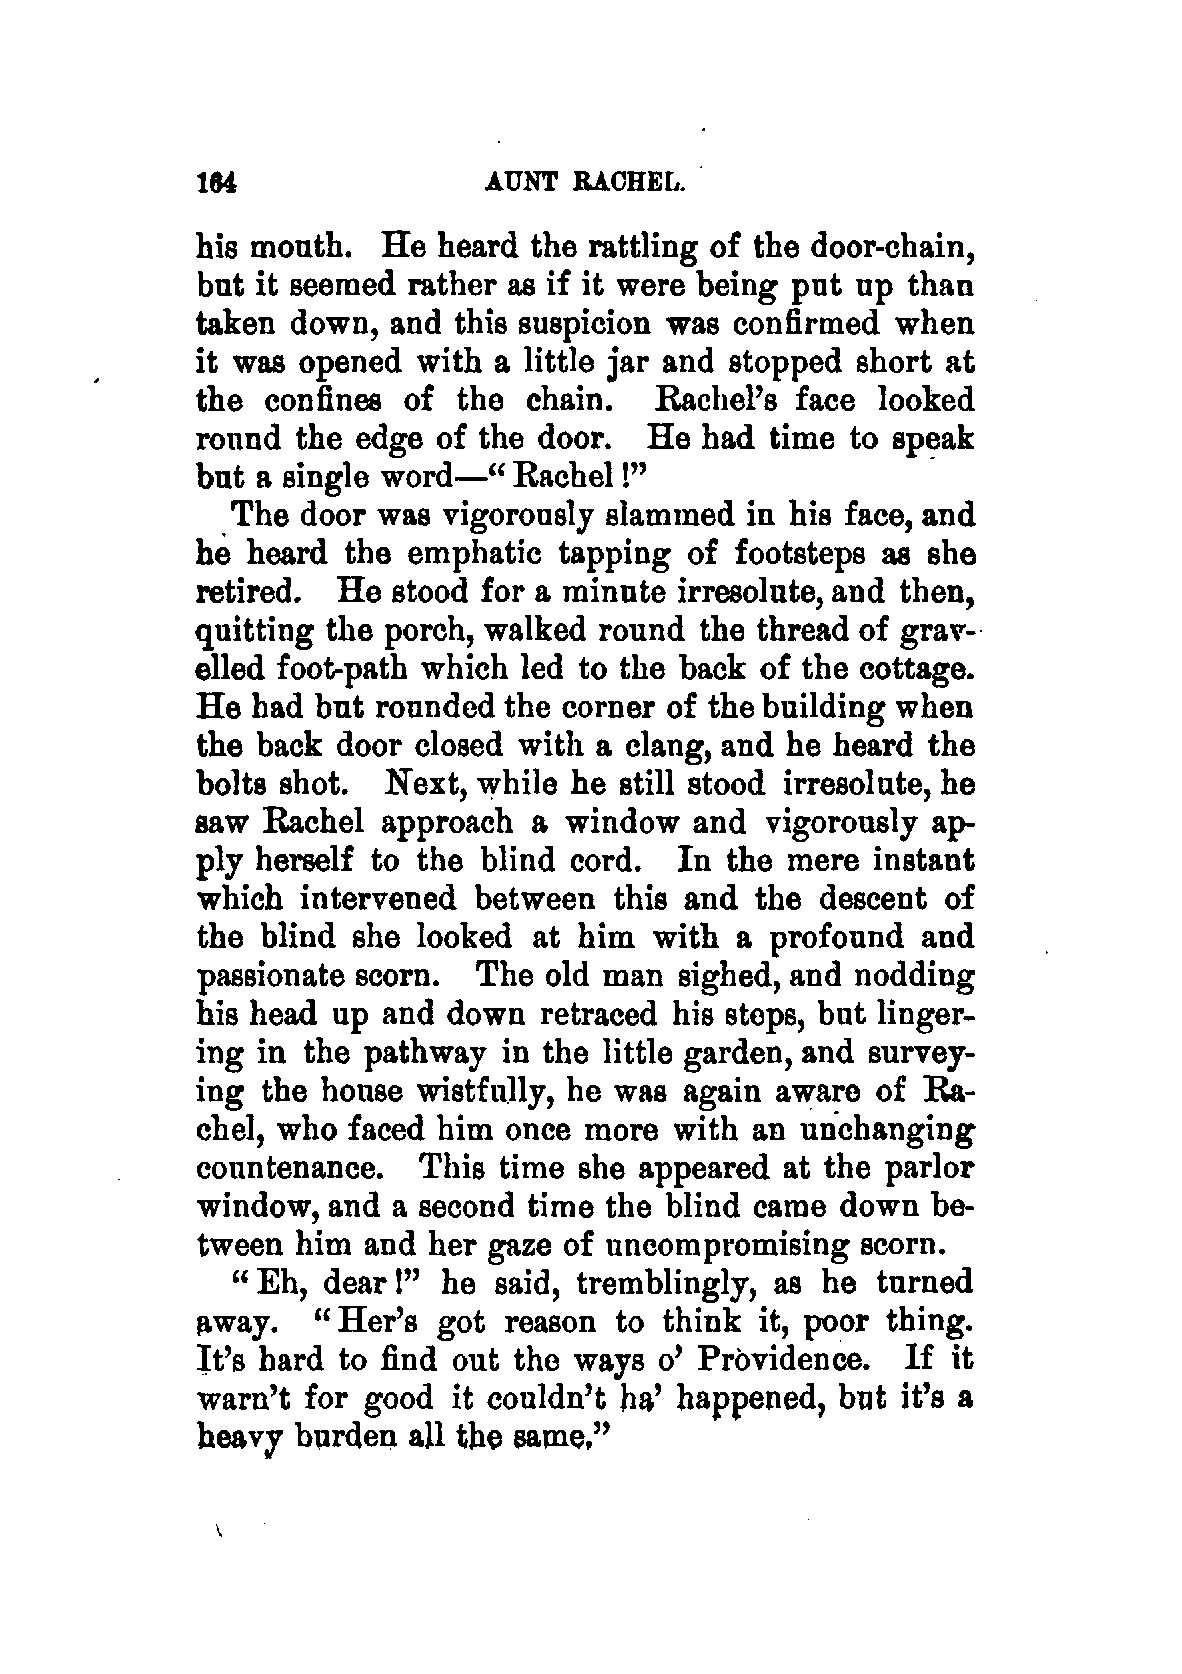 164 AUNT RACHEL.
his mouth. He heard the rattling of the door-chain,
but it seemed rather as if it were being put up than
taken down, and this suspicion was confirmed when
it was opened with a little jar and stopped short at
the confines of the chain. Rachel's face looked
round the edge of the door. He had time to speak
but a single word—“Rachel!”
The door was vigorously slammed in his face, and
he heard the emphatic tapping of footsteps as she
retired. He stood for a minute irresolute, and then,
quitting the porch, walked round the thread of grav-
elled foot-path which led to the back of the cottage.
He had but rounded the corner of the building when
the back door closed with a clang, and he heard the
bolts shot. Next, while he still stood irresolute, he
saw Rachel approach a window and vigorously ap-
ply herself to the blind cord. In the mere instant
which intervened between this and the descent of
the blind she looked at him with a profound and
passionate scorn. The old man sighed, and nodding
his head up and down retraced his steps, but linger-
ing in the pathway in the little garden, and survey-
ing the house wistfully, he was again aware of Ra-
chel, who faced him once more with an unchanging
countenance. This time she appeared at the parlor
window, and a second time the blind came down be-
tween him and her gaze of uncompromising scorn.
“Eh, dear!” he said, tremblingly, as he turned
away. “Her's got reason to think it, poor thing.
It's hard to find out the ways o' Providence. If it
warn't for good it couldn't ha' happened, but it's a
heavy burden all the same.”